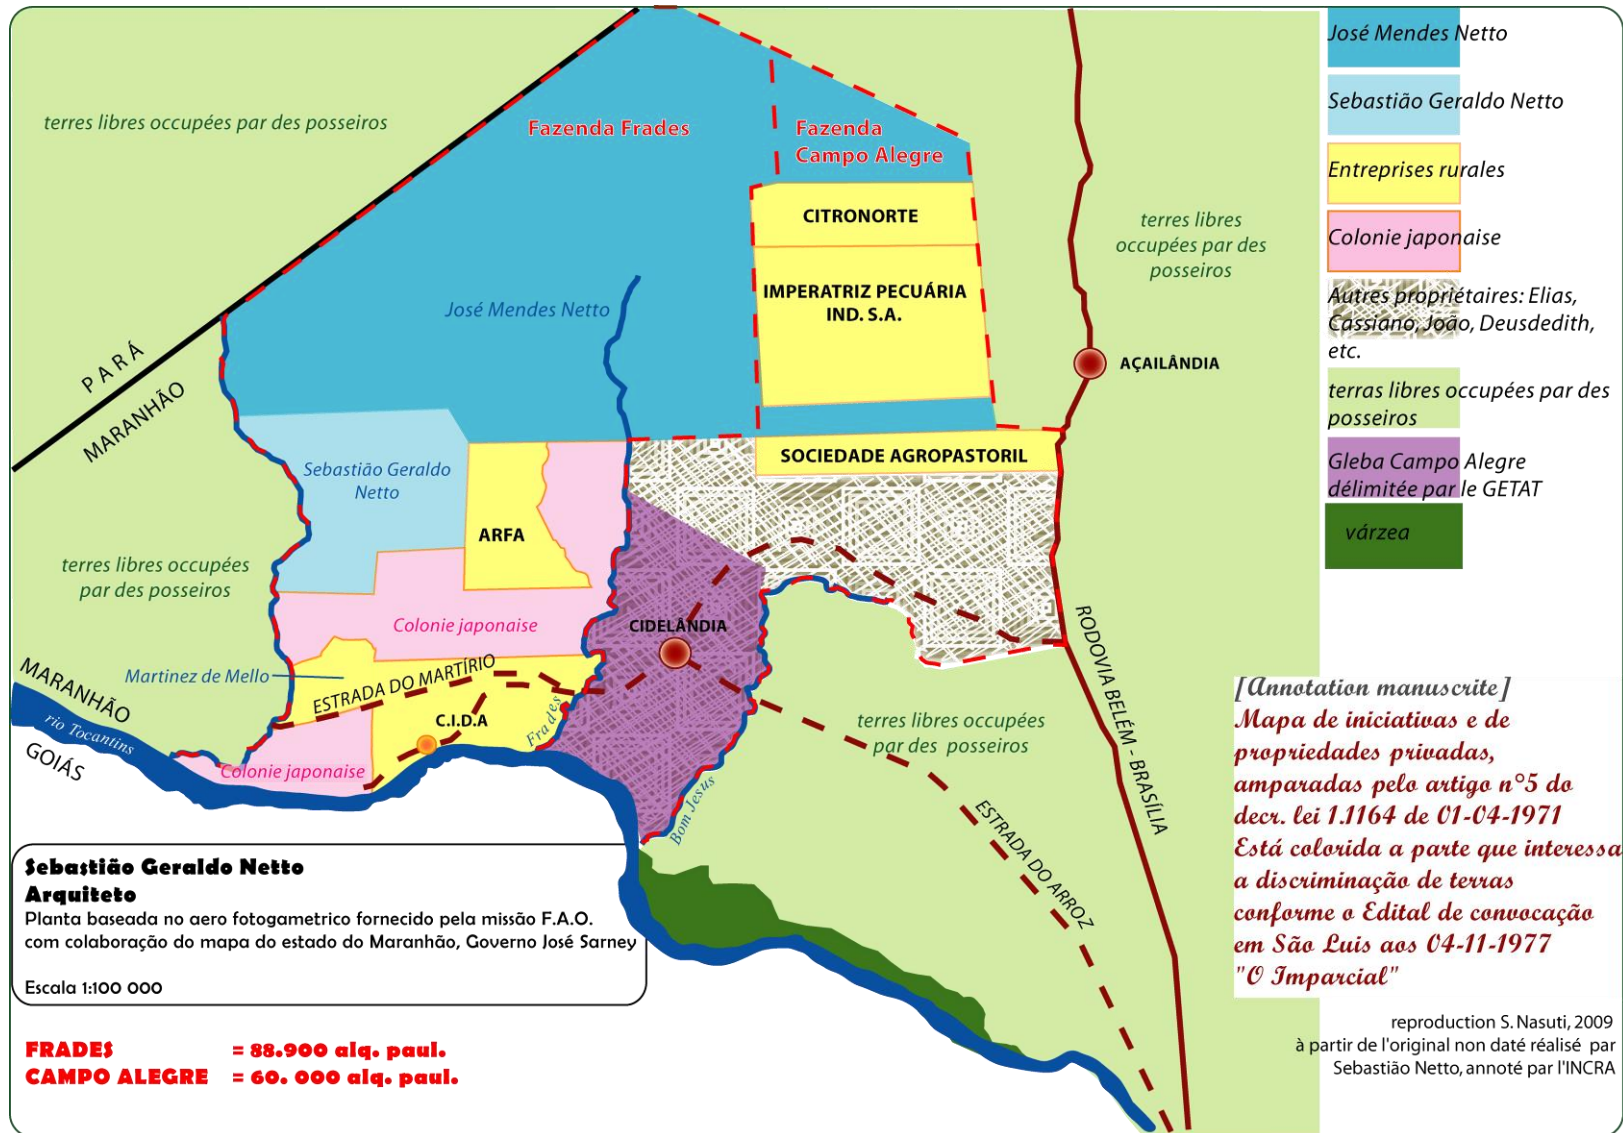 terres libres occupées par des posseiros
Fazenda Frades
Fazenda
Campo Alegre
CITRONORTE
IMPERATRIZ PECUÁRIA
IND. S.A.
José Mendes Netto
terres libres
occupées par des
posseiros
PARÁ
MARANHÃO
AÇAILÂNDIA
SOCIEDADE AGROPASTORIL
Sebastião Geraldo
Netto
ARFA
terres libres occupées
par des posseiros
Colonie japonaise
CIDELÂNDIA
MARANHÃO
Martinez de Mello
ESTRADA DO MARTÍRIO
rio Tocantins
GOIÁS
C.I.D.A
Frades
Colonie japonaise
Bom Jesus
terres libres occupées
par des posseiros
RODOVIA BELÉM - BRASÍLIA
ESTRADA DO ARROZ
José Mendes Netto
Sebastião Geraldo Netto
Entreprises rurales
Colonie japonaise
Autres propriétaires: Elias,
Cassiano, João, Deusdedith,
etc.
terras libres occupées par des
posseiros
Gleba Campo Alegre
délimitée par le GETAT
várzea
[Annotation manuscrite]
Mapa de iniciativas e de
propriedades privadas,
amparadas pelo artigo n°5 do
decr. lei 1.1164 de 01-04-1971
Está colorida a parte que interessa
a discriminação de terras
conforme o Edital de convocação
em São Luis aos 04-11-1977
"O Imparcial"
reproduction S. Nasuti, 2009
à partir de l'original non daté réalisé par
Sebastião Netto, annoté par l'INCRA
Sebastião Geraldo Netto
Arquiteto
Planta baseada no aero fotogametrico fornecido pela missão F.A.O.
com colaboração do mapa do estado do Maranhão, Governo José Sarney
Escala 1:100 000
FRADES = 88.900 alq. paul.
CAMPO ALEGRE = 60. 000 alq. paul.